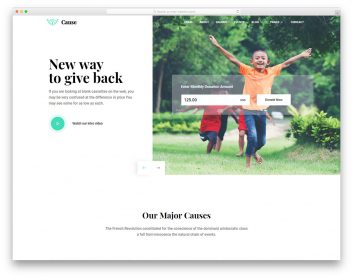 Cause
HOME ABOUT CAUSES EVENTS BLOG PAGES CONTACT
New way
to give back
If you are looking at blank cassettes on the web, you
may be very confused at the difference in price You
may see some for as low as each.
Watch our intro video
Enter Monthly Donation Amount
125.00 USD Donate Now
Our Major Causes
The French Revolution constituted for the conscience of the dominant aristocratic class
a fall from innocence the natural chain of events.